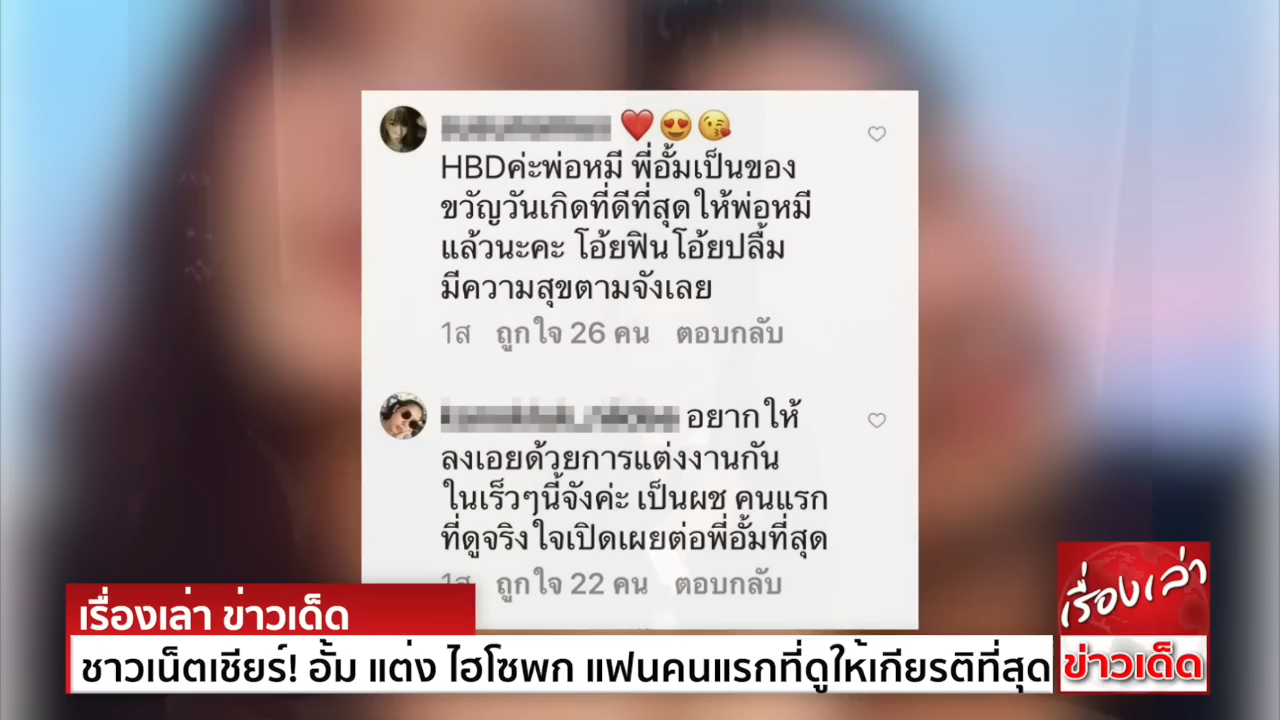 HBDค่ะพ่อหมี พี่อั้มเป็นของ
ขวัญวันเกิดที่ดีที่สุดให้พ่อหมี
แล้วนะคะ โอ้ยฟินโอ้ยปลื้ม
มีความสุขตามจังเลย
1ส ถูกใจ 26 คน ตอบกลับ
อยากให้
ลงเอยด้วยการแต่งงานกัน
ในเร็วๆนี้จังค่ะ เป็นผช คนแรก
ที่ดูจริงใจเปิดเผยต่อพี่อั้มที่สุด
1ส ถูกใจ 22 คน ตอบกลับ
เรื่องเล่า ข่าวเด็ด
ชาวเน็ตเชียร์! อั้ม แต่ง ไฮโซพก แฟนคนแรกที่ดูให้เกียรติที่สุด
เรื่องเล่า
ข่าวเด็ด